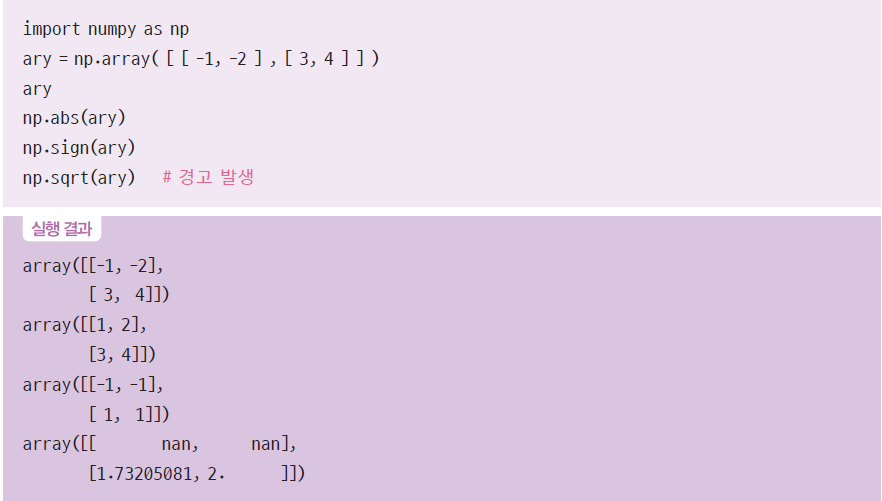 import numpy as np
ary = np.array( [ [ -1, -2 ] , [ 3, 4 ] ] )
ary
np.abs(ary)
np.sign(ary)
np.sqrt(ary)   # 경고 발생
실행 결과
array([[-1, -2],
       [ 3,  4]])
array([[1, 2],
       [3, 4]])
array([[-1, -1],
       [ 1,  1]])
array([[       nan,        nan],
       [1.73205081, 2.        ]])